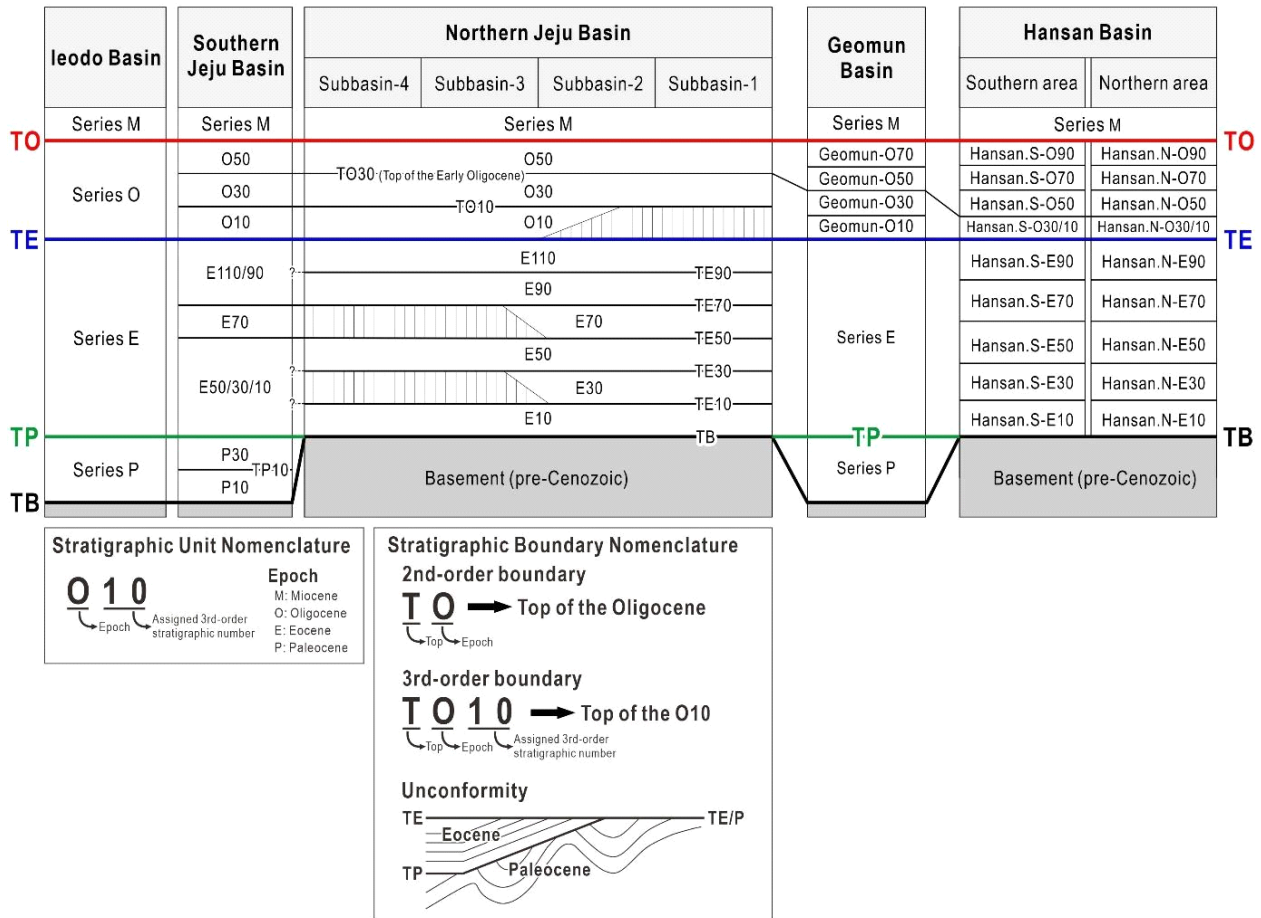 Ieodo Basin
Southern
Jeju Basin
Northern Jeju Basin
Subbasin-4
Subbasin-3
Subbasin-2
Subbasin-1
Geomun
Basin
Hansan Basin
Southern area
Northern area
Series M
Series M
Series M
Series M
Series M
TO
TO
Series O
O50
O30
O10
O50
TO30 (Top of the Early Oligocene)
O30
TO10
O10
Geomun-O70
Geomun-O50
Geomun-O30
Geomun-O10
Hansan.S-O90
Hansan.N-O90
Hansan.S-O70
Hansan.N-O70
Hansan.S-O50
Hansan.N-O50
Hansan.S-O30/10
Hansan.N-O30/10
TE
TE
Series E
E110/90
E70
E50/30/10
?
?
?
E110
TE90
E90
TE70
E70
TE50
E50
TE30
E30
TE10
E10
TB
Series E
Hansan.S-E90
Hansan.N-E90
Hansan.S-E70
Hansan.N-E70
Hansan.S-E50
Hansan.N-E50
Hansan.S-E30
Hansan.N-E30
Hansan.S-E10
Hansan.N-E10
TP
TP
TB
Series P
P30
TP10
P10
Basement (pre-Cenozoic)
Series P
Basement (pre-Cenozoic)
TB
Stratigraphic Unit Nomenclature
O 1 0
Epoch
Assigned 3rd-order
stratigraphic number
Epoch
M: Miocene
O: Oligocene
E: Eocene
P: Paleocene
Stratigraphic Boundary Nomenclature
2nd-order boundary
T O
Top of the Oligocene
Top
Epoch
3rd-order boundary
T O 1 0
Top of the O10
Top
Epoch
Assigned 3rd-order
stratigraphic number
Unconformity
TE
TE/P
Eocene
TP
Paleocene